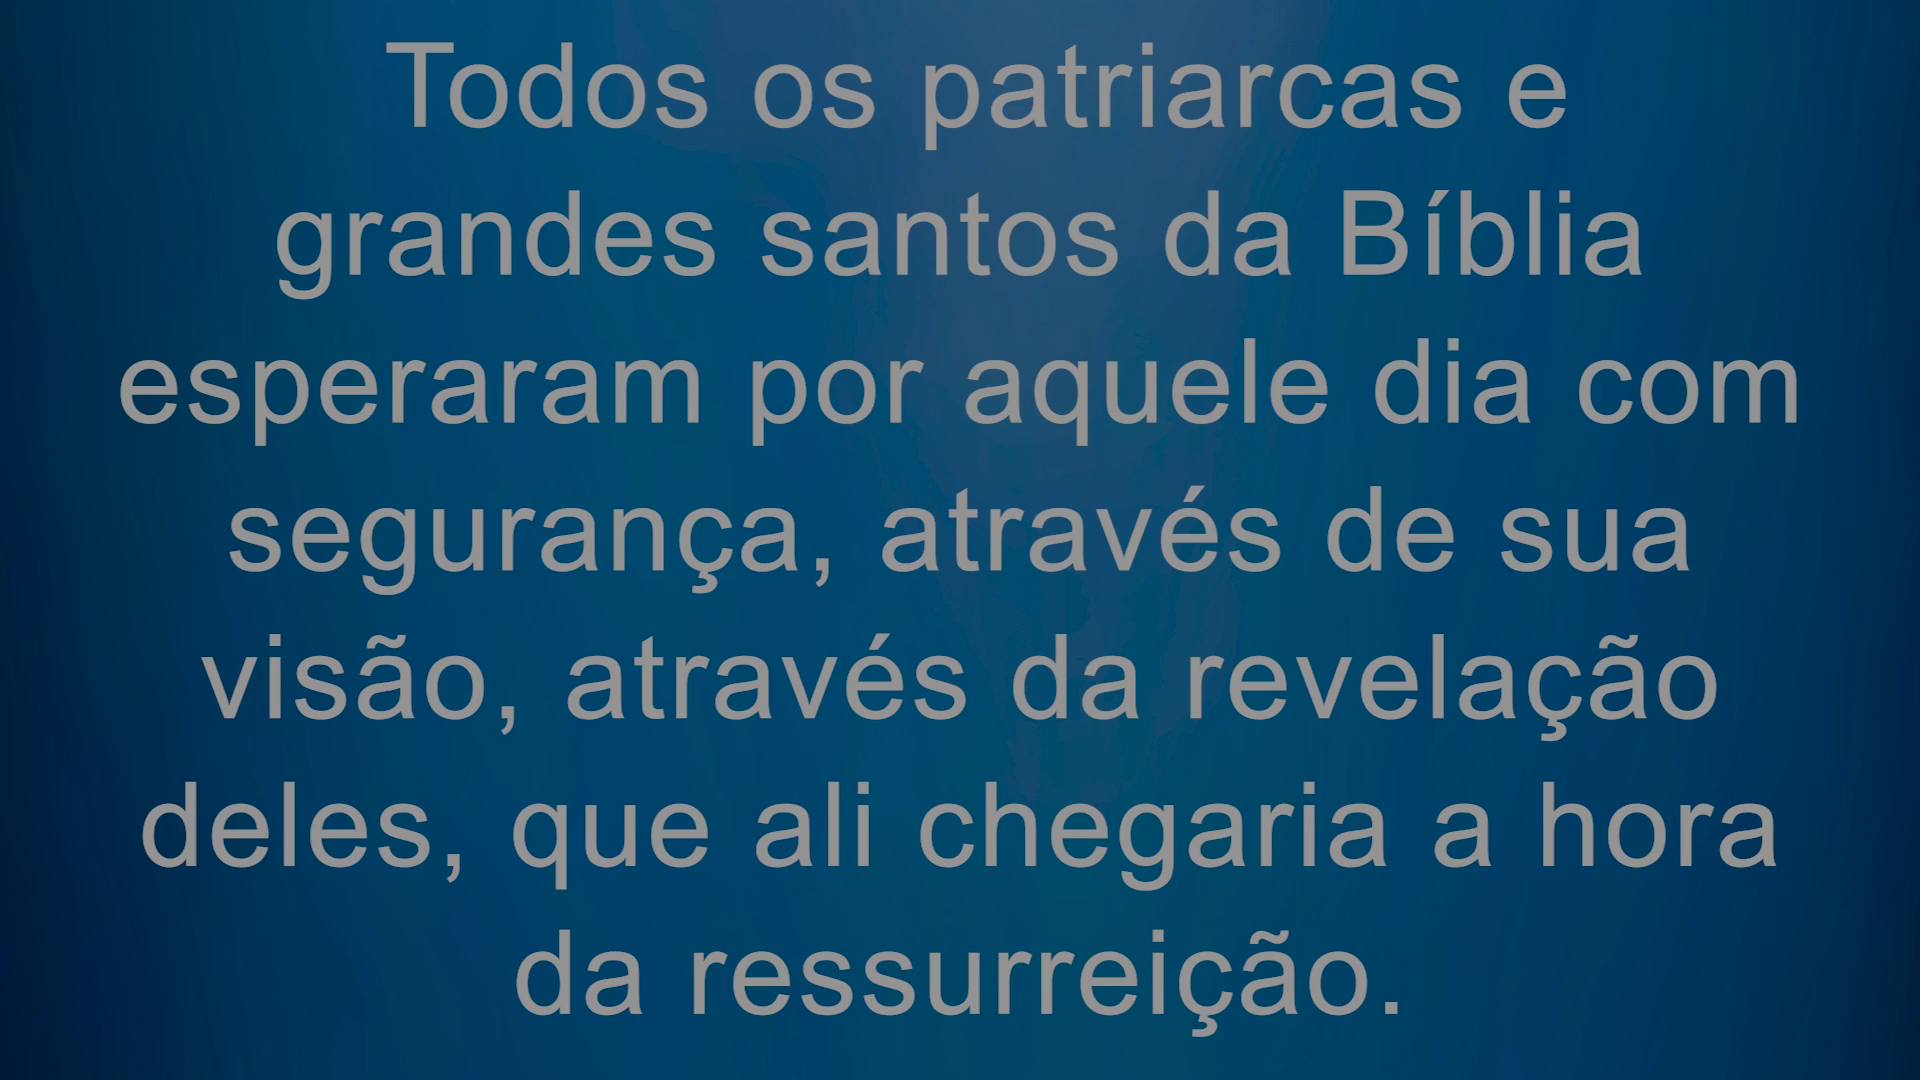 Todos os patriarcas e
grandes santos da Bíblia
esperaram por aquele dia com
segurança, através de sua
visão, através da revelação
deles, que ali chegaria a hora
da ressurreição.